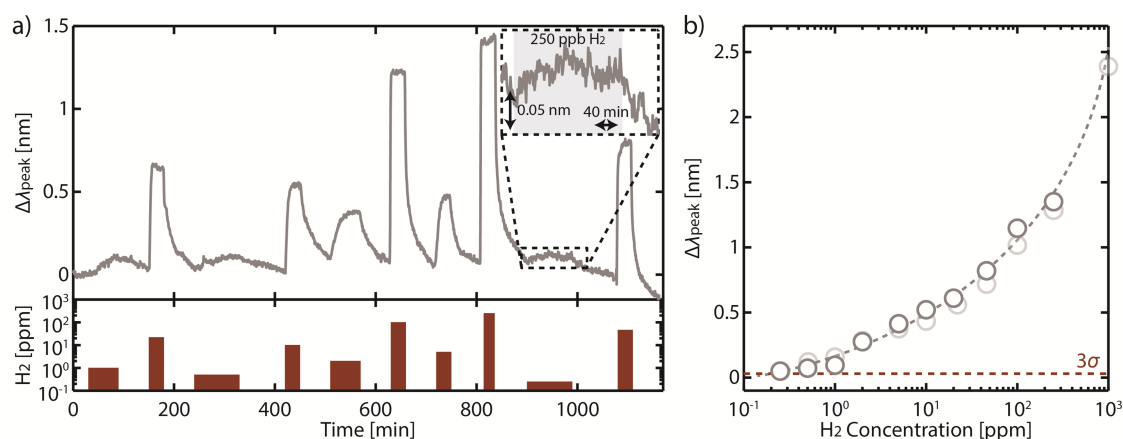 a)
1.5
1
0.5
0
Δλpeak [nm]
250 ppb H2
0.05 nm
40 min
10³
10²
10¹
10⁰
10⁻¹
H2 [ppm]
0 200 400 600 800 1000
Time [min]
b)
3
2.5
2
1.5
1
0.5
0
Δλpeak [nm]
3σ
10⁻¹ 10⁰ 10¹ 10² 10³
H2 Concentration [ppm]